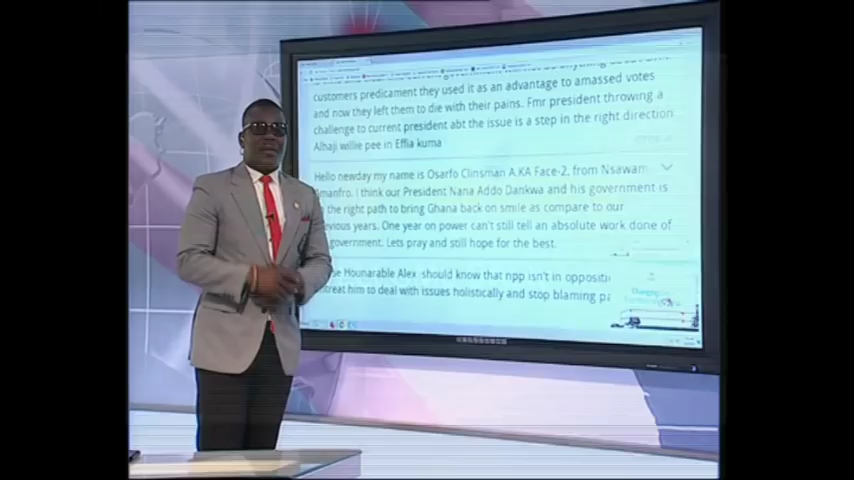 customers predicament they used it as an advantage to amassed votes
and now they left them to die with their pains. Fmr president throwing a
challenge to current president abt the issue is a step in the right direction
Alhaji willie pee in Effia kuma
Hello newday my name is Osarfo Clinsman A.KA Face-2, from Nsawam
manfro. I think our President Nana Addo Dankwa and his government is
the right path to bring Ghana back on smile as compare to our
evious years. One year on power can't still tell an absolute work done of
government. Lets pray and still hope for the best.
se Hounarable Alex should know that npp isn't in oppositi
treat him to deal with issues holistically and stop blaming pa